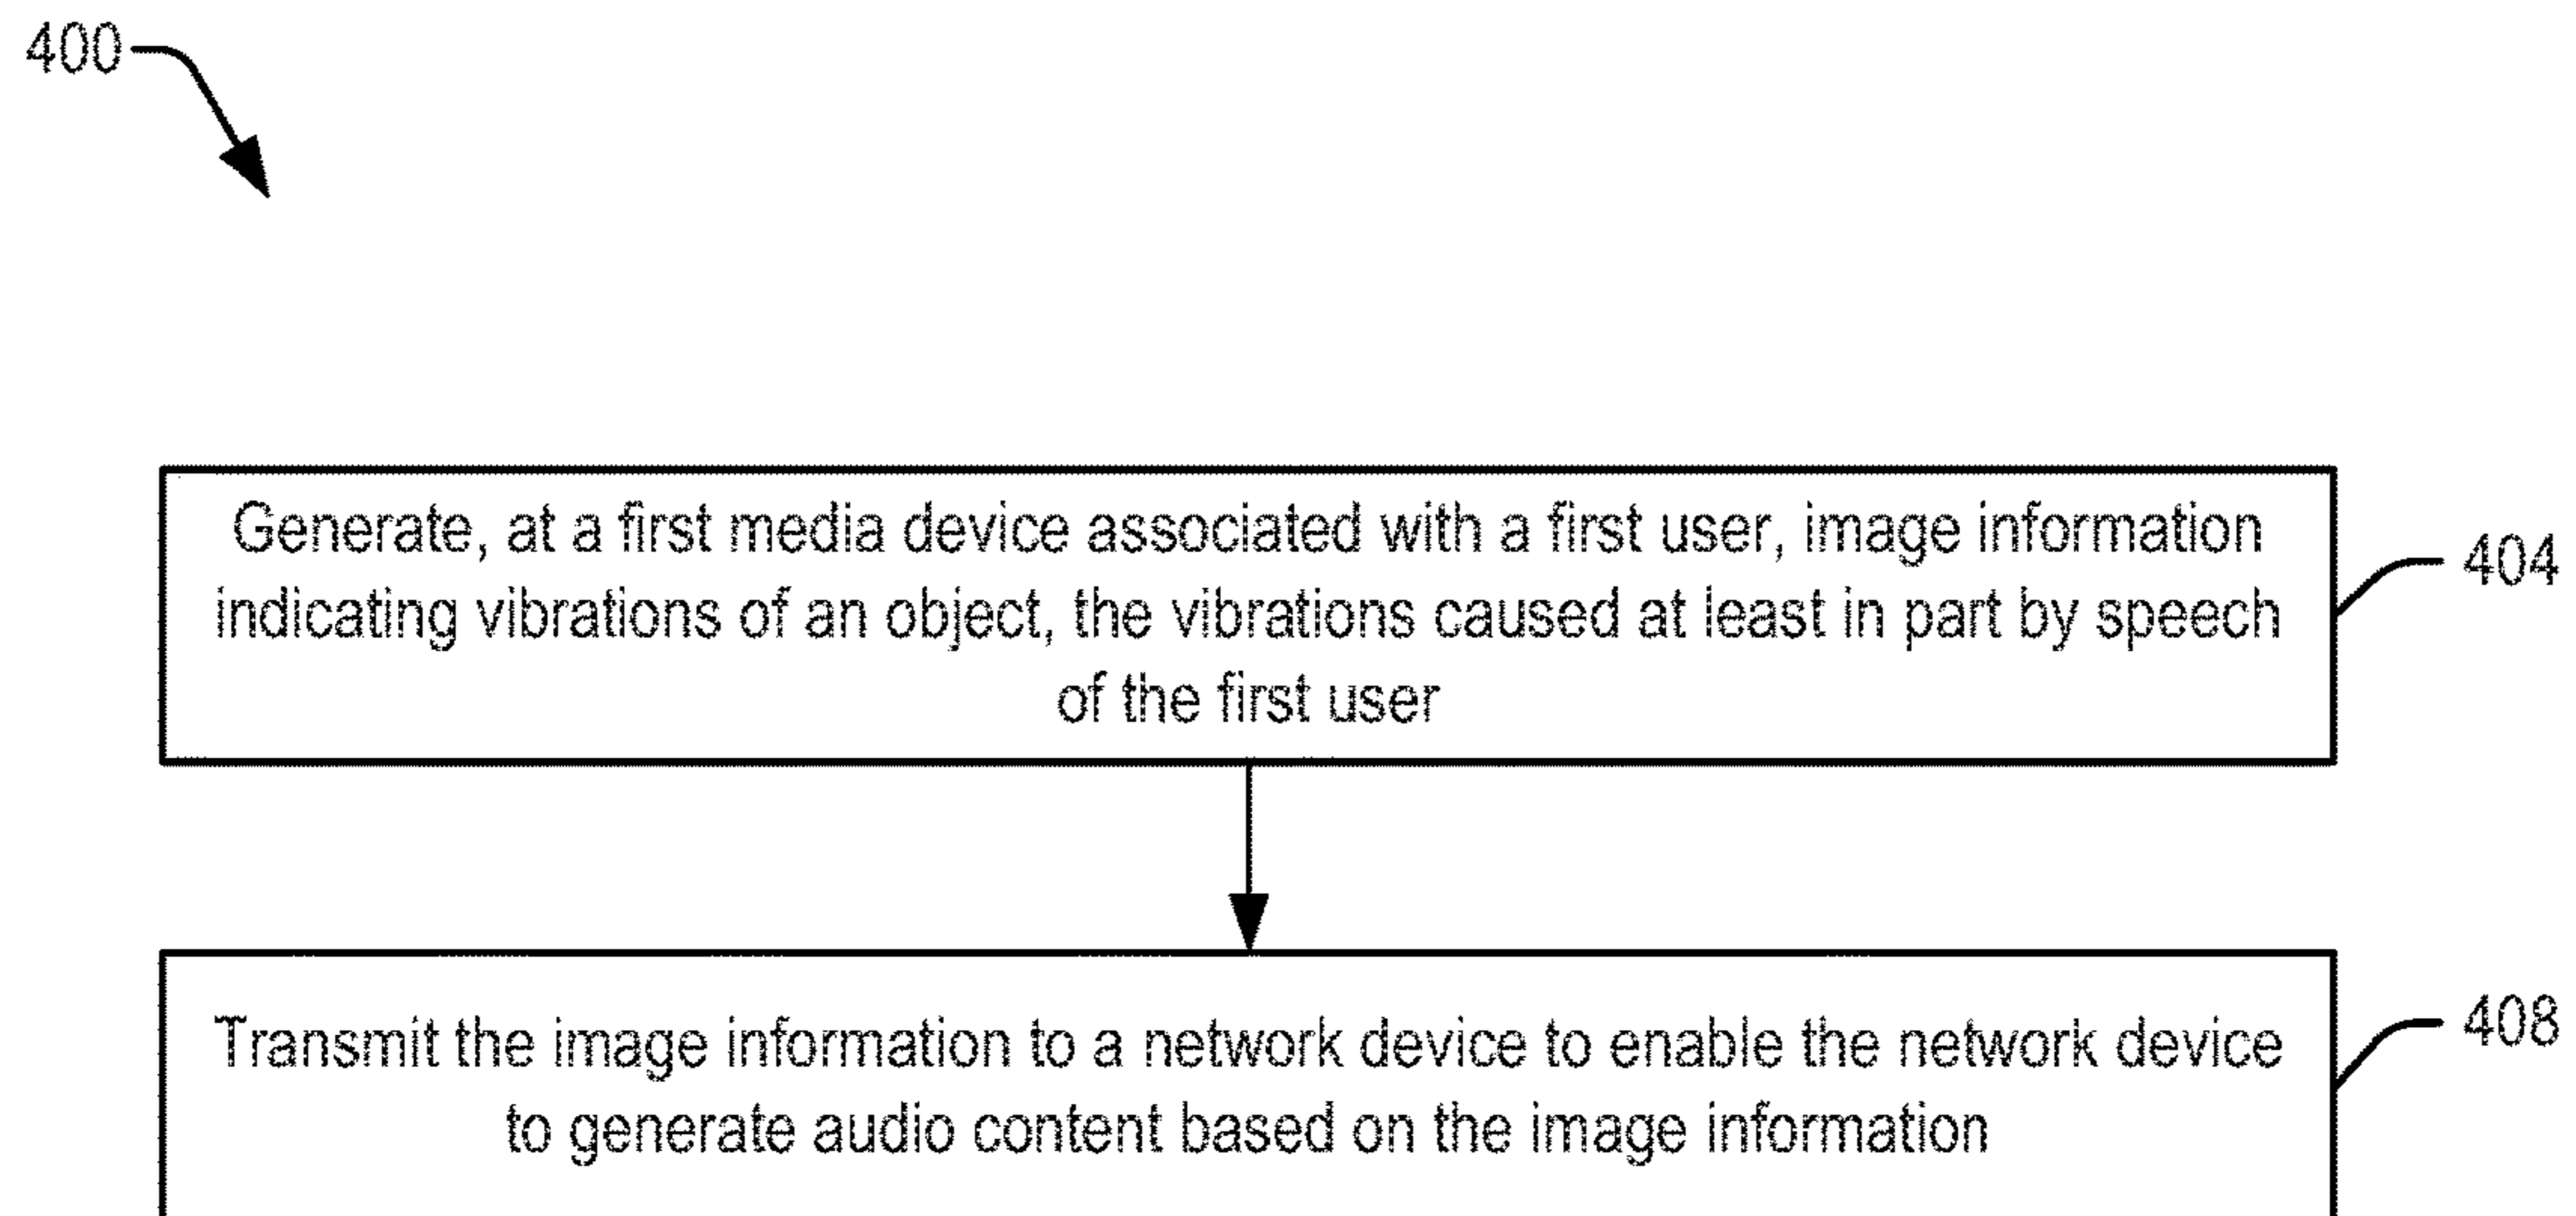 400
Generate, at a first media device associated with a first user, image information
indicating vibrations of an object, the vibrations caused at least in part by speech
of the first user
404
Transmit the image information to a network device to enable the network device
to generate audio content based on the image information
408